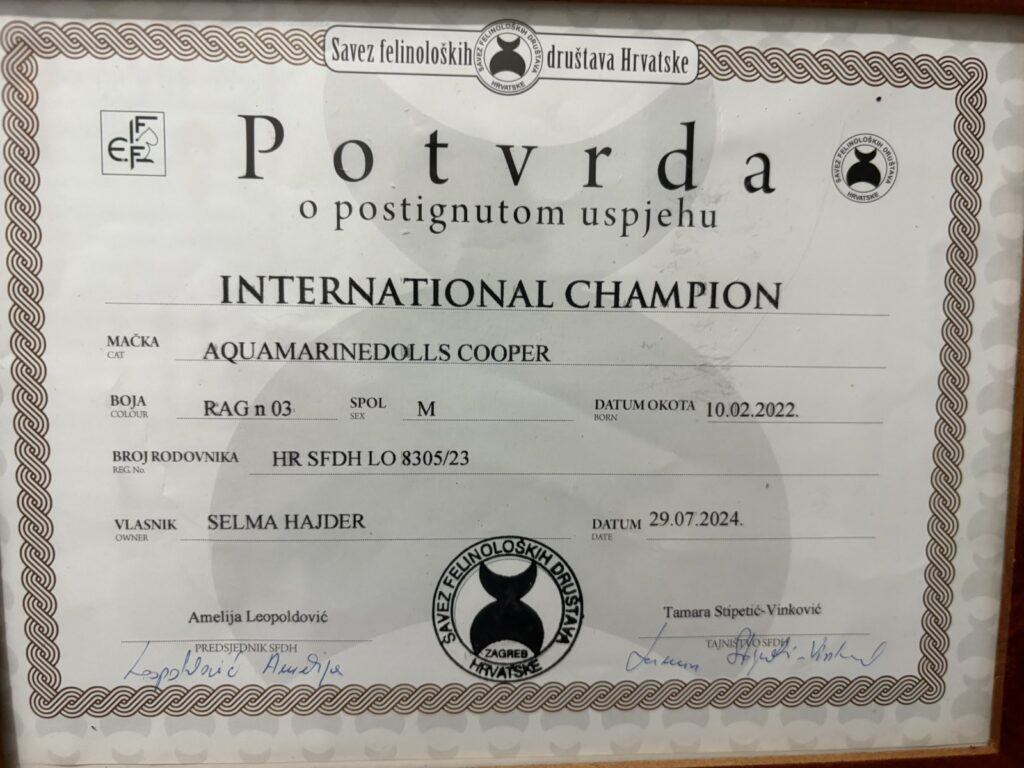 Savez felinoloških društava Hrvatske
SAVEZ FELINOLOŠKIH DRUŠTAVA
HRVATSKE
FIFE
Potvrda
SAVEZ FELINOLOŠKIH DRUŠTAVA
HRVATSKE
o postignutom uspjehu
INTERNATIONAL CHAMPION
MAČKA
CAT
AQUAMARINEDOLLS COOPER
BOJA
COLOUR
RAG n 03
SPOL
SEX
M
DATUM OKOTA
BORN
10.02.2022.
BROJ RODOVNIKA
REG. No.
HR SFDH LO 8305/23
VLASNIK
OWNER
SELMA HAJDER
DATUM
DATE
29.07.2024.
SAVEZ FELINOLOŠKIH DRUŠTAVA
ZAGREB
HRVATSKE
Amelija Leopoldović
PREDSJEDNIK SFDH
Leopoldović Amelija
Tamara Stipetić-Vinković
TAJNIŠTVO SFDH